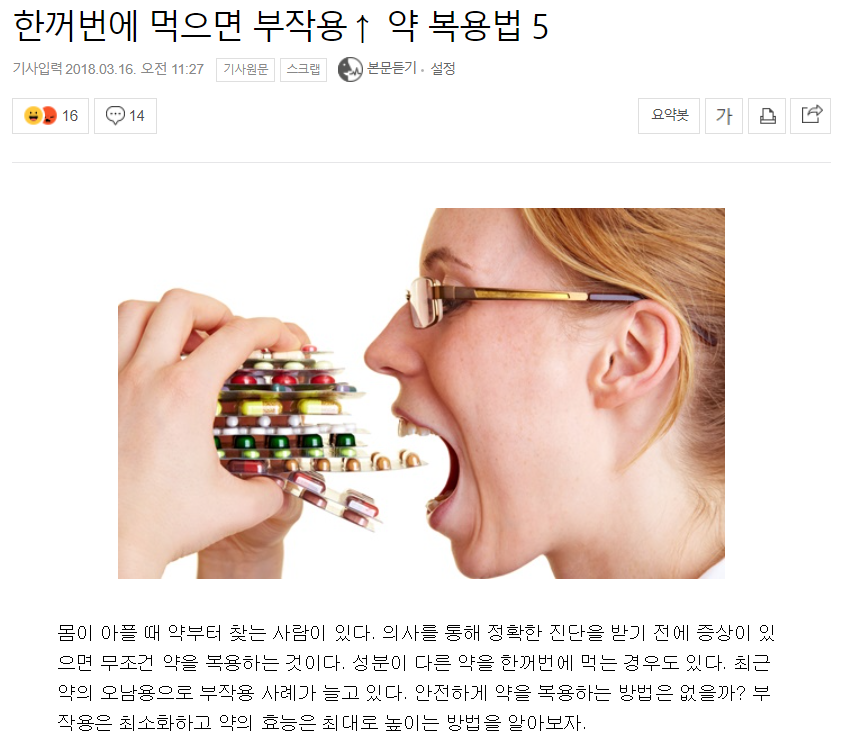 한꺼번에 먹으면 부작용↑ 약 복용법 5
기사입력 2018.03.16. 오전 11:27 기사원문 스크랩 본문듣기 · 설정
16 14 요약봇 가
몸이 아플 때 약부터 찾는 사람이 있다. 의사를 통해 정확한 진단을 받기 전에 증상이 있
으면 무조건 약을 복용하는 것이다. 성분이 다른 약을 한꺼번에 먹는 경우도 있다. 최근
약의 오남용으로 부작용 사례가 늘고 있다. 안전하게 약을 복용하는 방법은 없을까? 부
작용은 최소화하고 약의 효능은 최대로 높이는 방법을 알아보자.